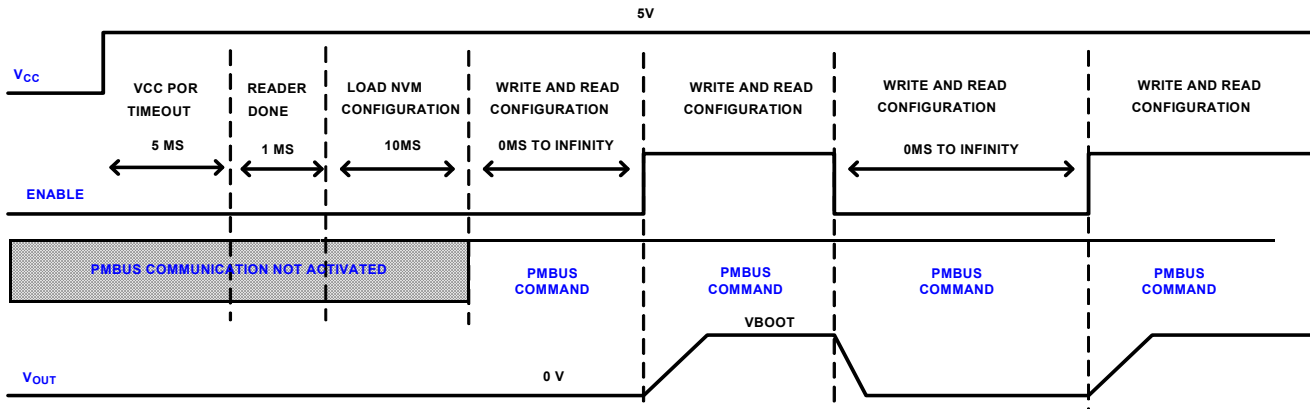 5V
VCC
VCC POR
TIMEOUT
5 MS
READER
DONE
1 MS
LOAD NVM
CONFIGURATION
10MS
WRITE AND READ
CONFIGURATION
0MS TO INFINITY
WRITE AND READ
CONFIGURATION
WRITE AND READ
CONFIGURATION
0MS TO INFINITY
WRITE AND READ
CONFIGURATION
ENABLE
PMBUS COMMUNICATION NOT ACTIVATED
PMBUS
COMMAND
PMBUS
COMMAND
PMBUS
COMMAND
PMBUS
COMMAND
VBOOT
VOUT
0 V